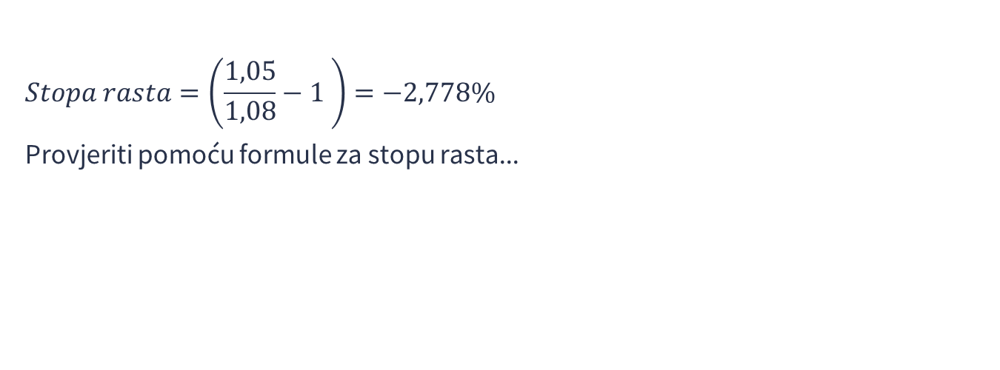 Stopa rasta = (1,05/1,08 − 1) = −2,778%
Provjeriti pomoću formule za stopu rasta...